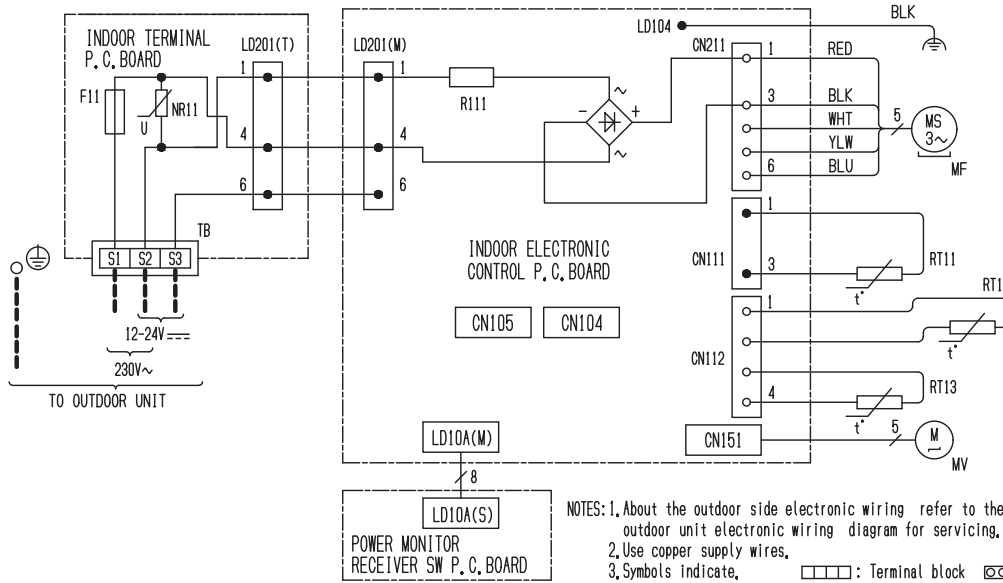 INDOOR TERMINAL
P.C.BOARD
F11
NR11
U
LD201(T)
1
4
6
TB
S1 S2 S3
12-24V
230V~
TO OUTDOOR UNIT
LD201(M)
1
4
6
R111
~
- +
~
INDOOR ELECTRONIC
CONTROL P.C.BOARD
CN105 CN104
LD104
BLK
CN211
1 RED
3 BLK
WHT
YLW
6 BLU
5
MS
3~
MF
CN111
1
3
RT11
t°
CN112
1
4
RT1
t°
RT13
t°
CN151
5
M
MV
LD10A(M)
8
LD10A(S)
POWER MONITOR
RECEIVER SW P.C.BOARD
NOTES:1.About the outdoor side electronic wiring refer to the
outdoor unit electronic wiring diagram for servicing.
2.Use copper supply wires.
3.Symbols indicate. : Terminal block